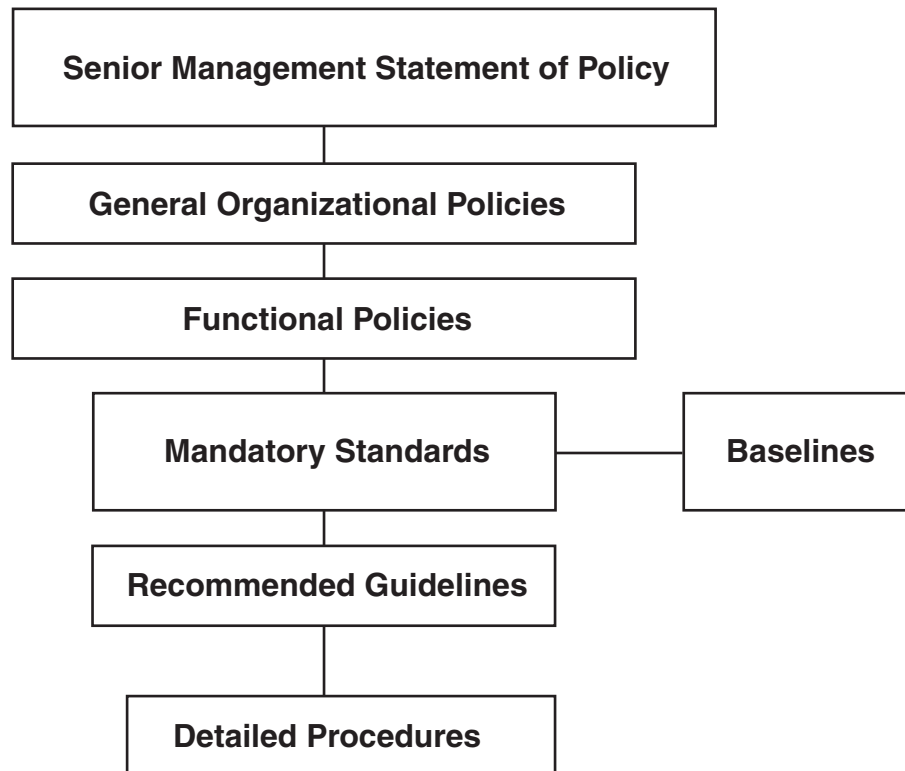 Senior Management Statement of Policy
General Organizational Policies
Functional Policies
Mandatory Standards
Baselines
Recommended Guidelines
Detailed Procedures